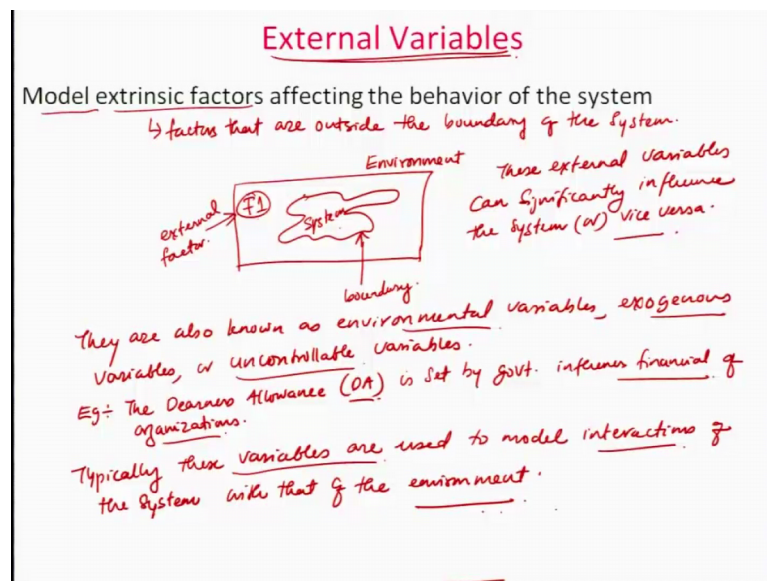 External Variables
Model extrinsic factors affecting the behavior of the system
↳ factors that are outside the boundary of the System.
Environment
F1
System
external
factor.
boundary.
These external variables
Can Significantly influence
the System (or) vice versa.
They are also known as environmental variables, exogenous
variables, or uncontrollable variables.
Eg:- The Dearness Allowance (DA) is set by govt. influences financial of
organizations.
Typically these variables are used to model interactions of
the System with that of the environment.